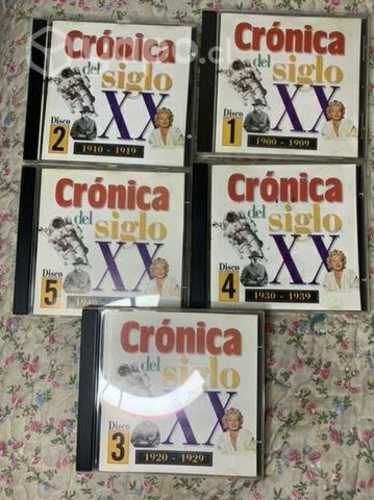 Crónica
del siglo
XX
Disco
2
1910 - 1919
Crónica
del siglo
XX
Disco
1
1900 - 1909
Crónica
del siglo
XX
Disco
5
Crónica
del siglo
XX
Disco
4
1930 - 1939
Crónica
del siglo
XX
Disco
3
1920 - 1929